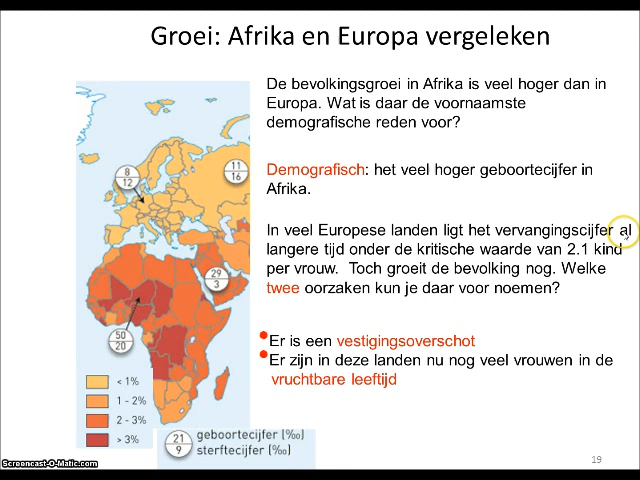 Groei: Afrika en Europa vergeleken
De bevolkingsgroei in Afrika is veel hoger dan in
Europa. Wat is daar de voornaamste
demografische reden voor?
Demografisch: het veel hoger geboortecijfer in
Afrika.
In veel Europese landen ligt het vervangingscijfer al
langere tijd onder de kritische waarde van 2.1 kind
per vrouw. Toch groeit de bevolking nog. Welke
twee oorzaken kun je daar voor noemen?
•Er is een vestigingsoverschot
•Er zijn in deze landen nu nog veel vrouwen in de
vruchtbare leeftijd
8
12
11
16
29
3
50
20
< 1%
1 - 2%
2 - 3%
> 3%
21
9
geboortecijfer (‰)
sterftecijfer (‰)
19
Screencast-O-Matic.com